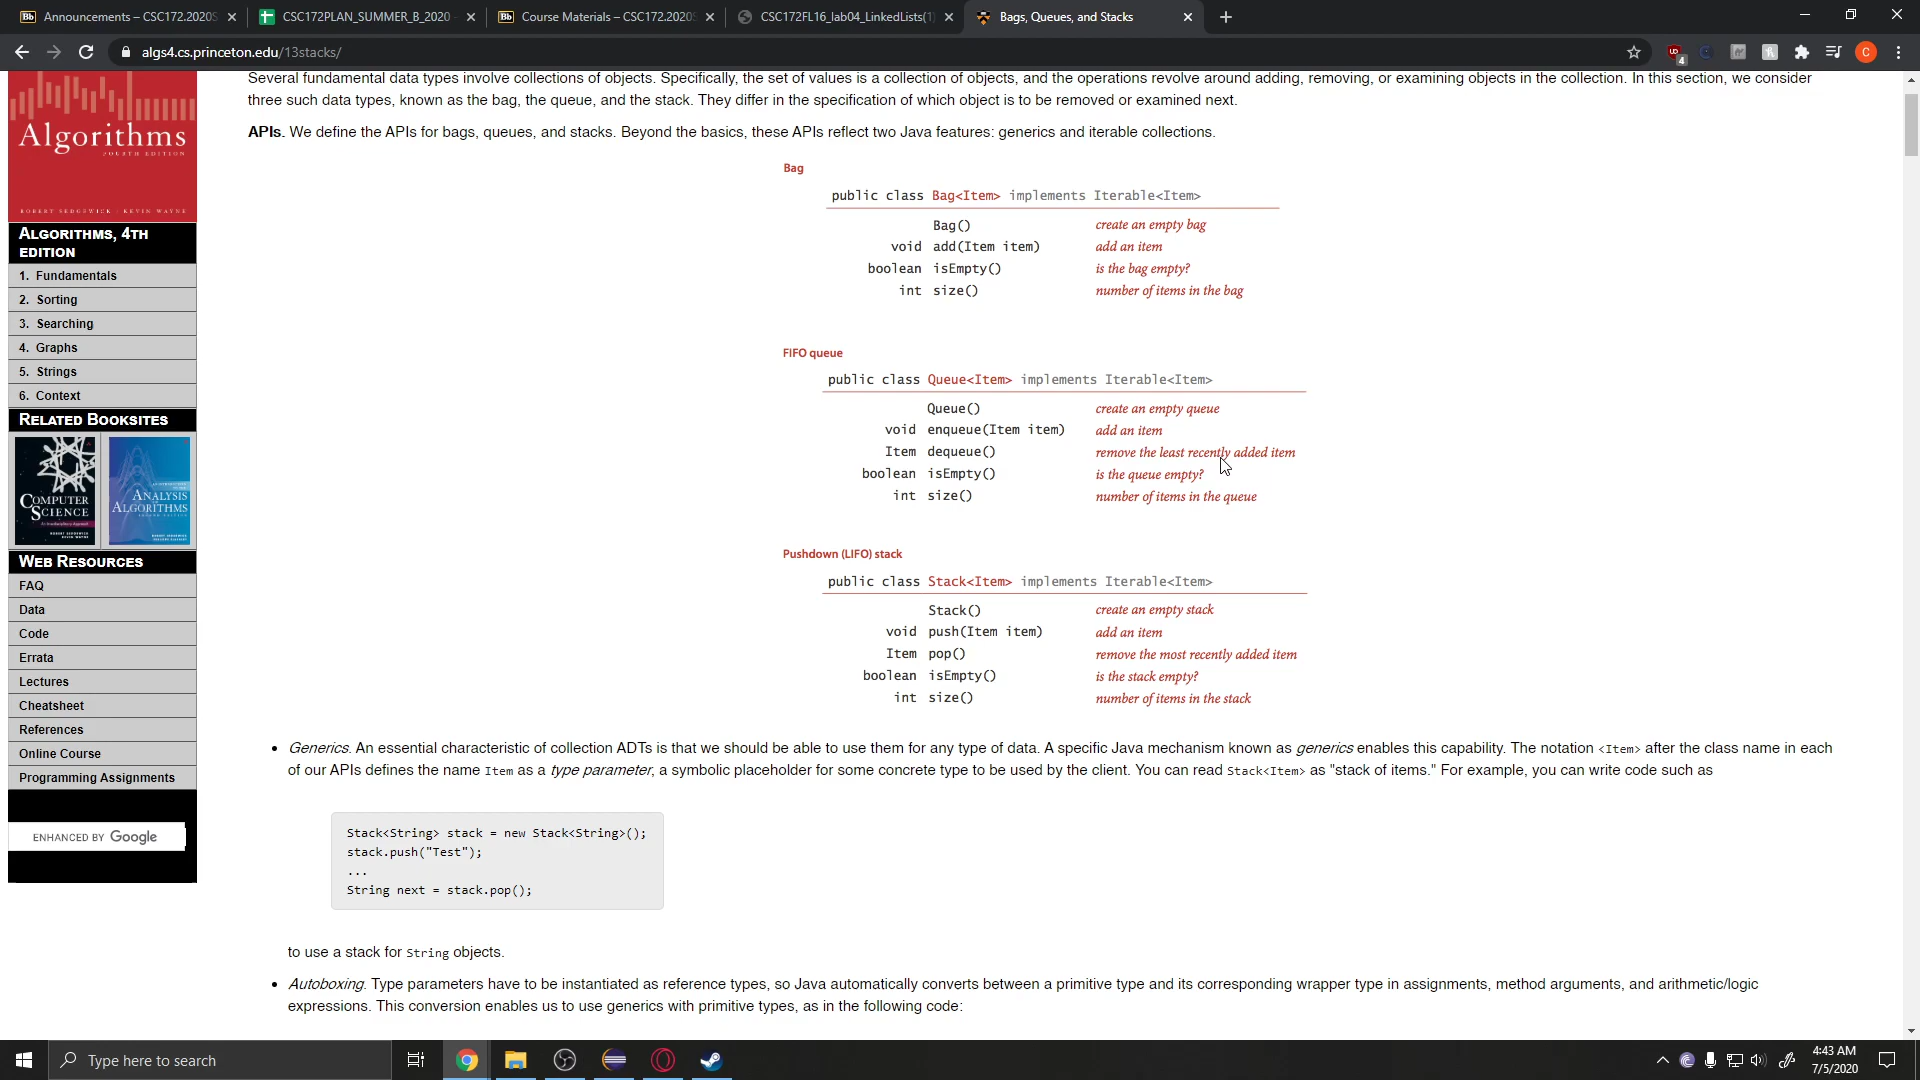 Announcements – CSC172.2020S
CSC172PLAN_SUMMER_B_2020 -
Course Materials – CSC172.2020S
CSC172FL16_lab04_LinkedLists(1)
Bags, Queues, and Stacks
algs4.cs.princeton.edu/13stacks/
4
C
Several fundamental data types involve collections of objects. Specifically, the set of values is a collection of objects, and the operations revolve around adding, removing, or examining objects in the collection. In this section, we consider
three such data types, known as the bag, the queue, and the stack. They differ in the specification of which object is to be removed or examined next.
APIs. We define the APIs for bags, queues, and stacks. Beyond the basics, these APIs reflect two Java features: generics and iterable collections.
Algorithms
FOURTH EDITION
ROBERT SEDGEWICK | KEVIN WAYNE
ALGORITHMS, 4TH
EDITION
1. Fundamentals
2. Sorting
3. Searching
4. Graphs
5. Strings
6. Context
RELATED BOOKSITES
COMPUTER
SCIENCE
ANALYSIS
OF
ALGORITHMS
WEB RESOURCES
FAQ
Data
Code
Errata
Lectures
Cheatsheet
References
Online Course
Programming Assignments
ENHANCED BY Google
Bag
public class Bag<Item> implements Iterable<Item>
Bag() create an empty bag
void add(Item item) add an item
boolean isEmpty() is the bag empty?
int size() number of items in the bag
FIFO queue
public class Queue<Item> implements Iterable<Item>
Queue() create an empty queue
void enqueue(Item item) add an item
Item dequeue() remove the least recently added item
boolean isEmpty() is the queue empty?
int size() number of items in the queue
Pushdown (LIFO) stack
public class Stack<Item> implements Iterable<Item>
Stack() create an empty stack
void push(Item item) add an item
Item pop() remove the most recently added item
boolean isEmpty() is the stack empty?
int size() number of items in the stack
• Generics. An essential characteristic of collection ADTs is that we should be able to use them for any type of data. A specific Java mechanism known as generics enables this capability. The notation <Item> after the class name in each
of our APIs defines the name Item as a type parameter, a symbolic placeholder for some concrete type to be used by the client. You can read Stack<Item> as "stack of items." For example, you can write code such as
Stack<String> stack = new Stack<String>();
stack.push("Test");
...
String next = stack.pop();
to use a stack for String objects.
• Autoboxing. Type parameters have to be instantiated as reference types, so Java automatically converts between a primitive type and its corresponding wrapper type in assignments, method arguments, and arithmetic/logic
expressions. This conversion enables us to use generics with primitive types, as in the following code:
Type here to search
4:43 AM
7/5/2020